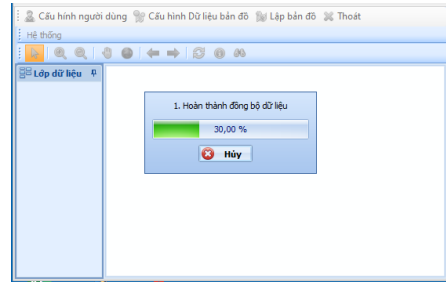 Cấu hính người dùng Cấu hình Dữ liệu bản đồ Lập bản đồ Thoát
Hệ thống
Lớp dữ liệu
1. Hoàn thành đồng bộ dữ liệu
30,00 %
Hủy